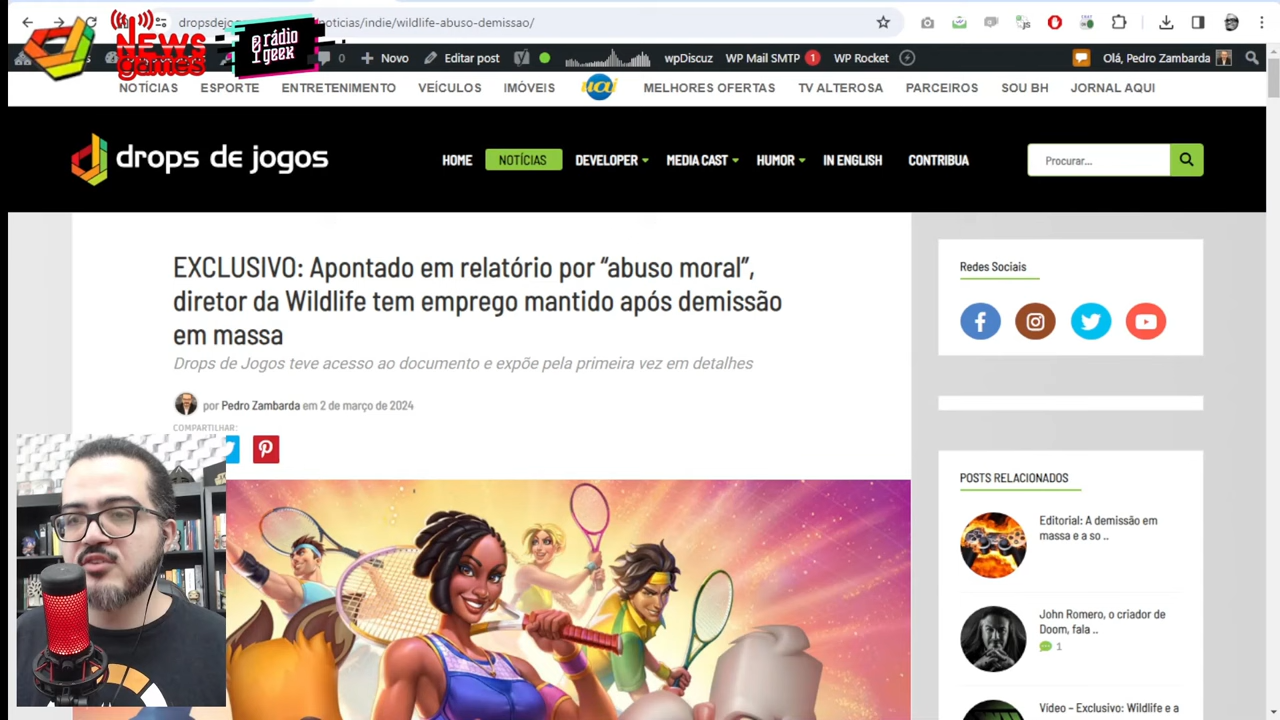 dropsdejo
noticias/indie/wildlife-abuso-demissao/
NEWS
games
rádio
geek
0
Novo
Editar post
wpDiscuz
WP Mail SMTP
1
WP Rocket
Olá, Pedro Zambarda
NOTÍCIAS
ESPORTE
ENTRETENIMENTO
VEÍCULOS
IMÓVEIS
uai
MELHORES OFERTAS
TV ALTEROSA
PARCEIROS
SOU BH
JORNAL AQUI
drops de jogos
HOME
NOTÍCIAS
DEVELOPER
MEDIA CAST
HUMOR
IN ENGLISH
CONTRIBUA
Procurar...
EXCLUSIVO: Apontado em relatório por “abuso moral”,
diretor da Wildlife tem emprego mantido após demissão
em massa
Drops de Jogos teve acesso ao documento e expõe pela primeira vez em detalhes
por Pedro Zambarda em 2 de março de 2024
COMPARTILHAR:
Redes Sociais
POSTS RELACIONADOS
Editorial: A demissão em
massa e a so ..
John Romero, o criador de
Doom, fala ..
1
Vídeo – Exclusivo: Wildlife e a